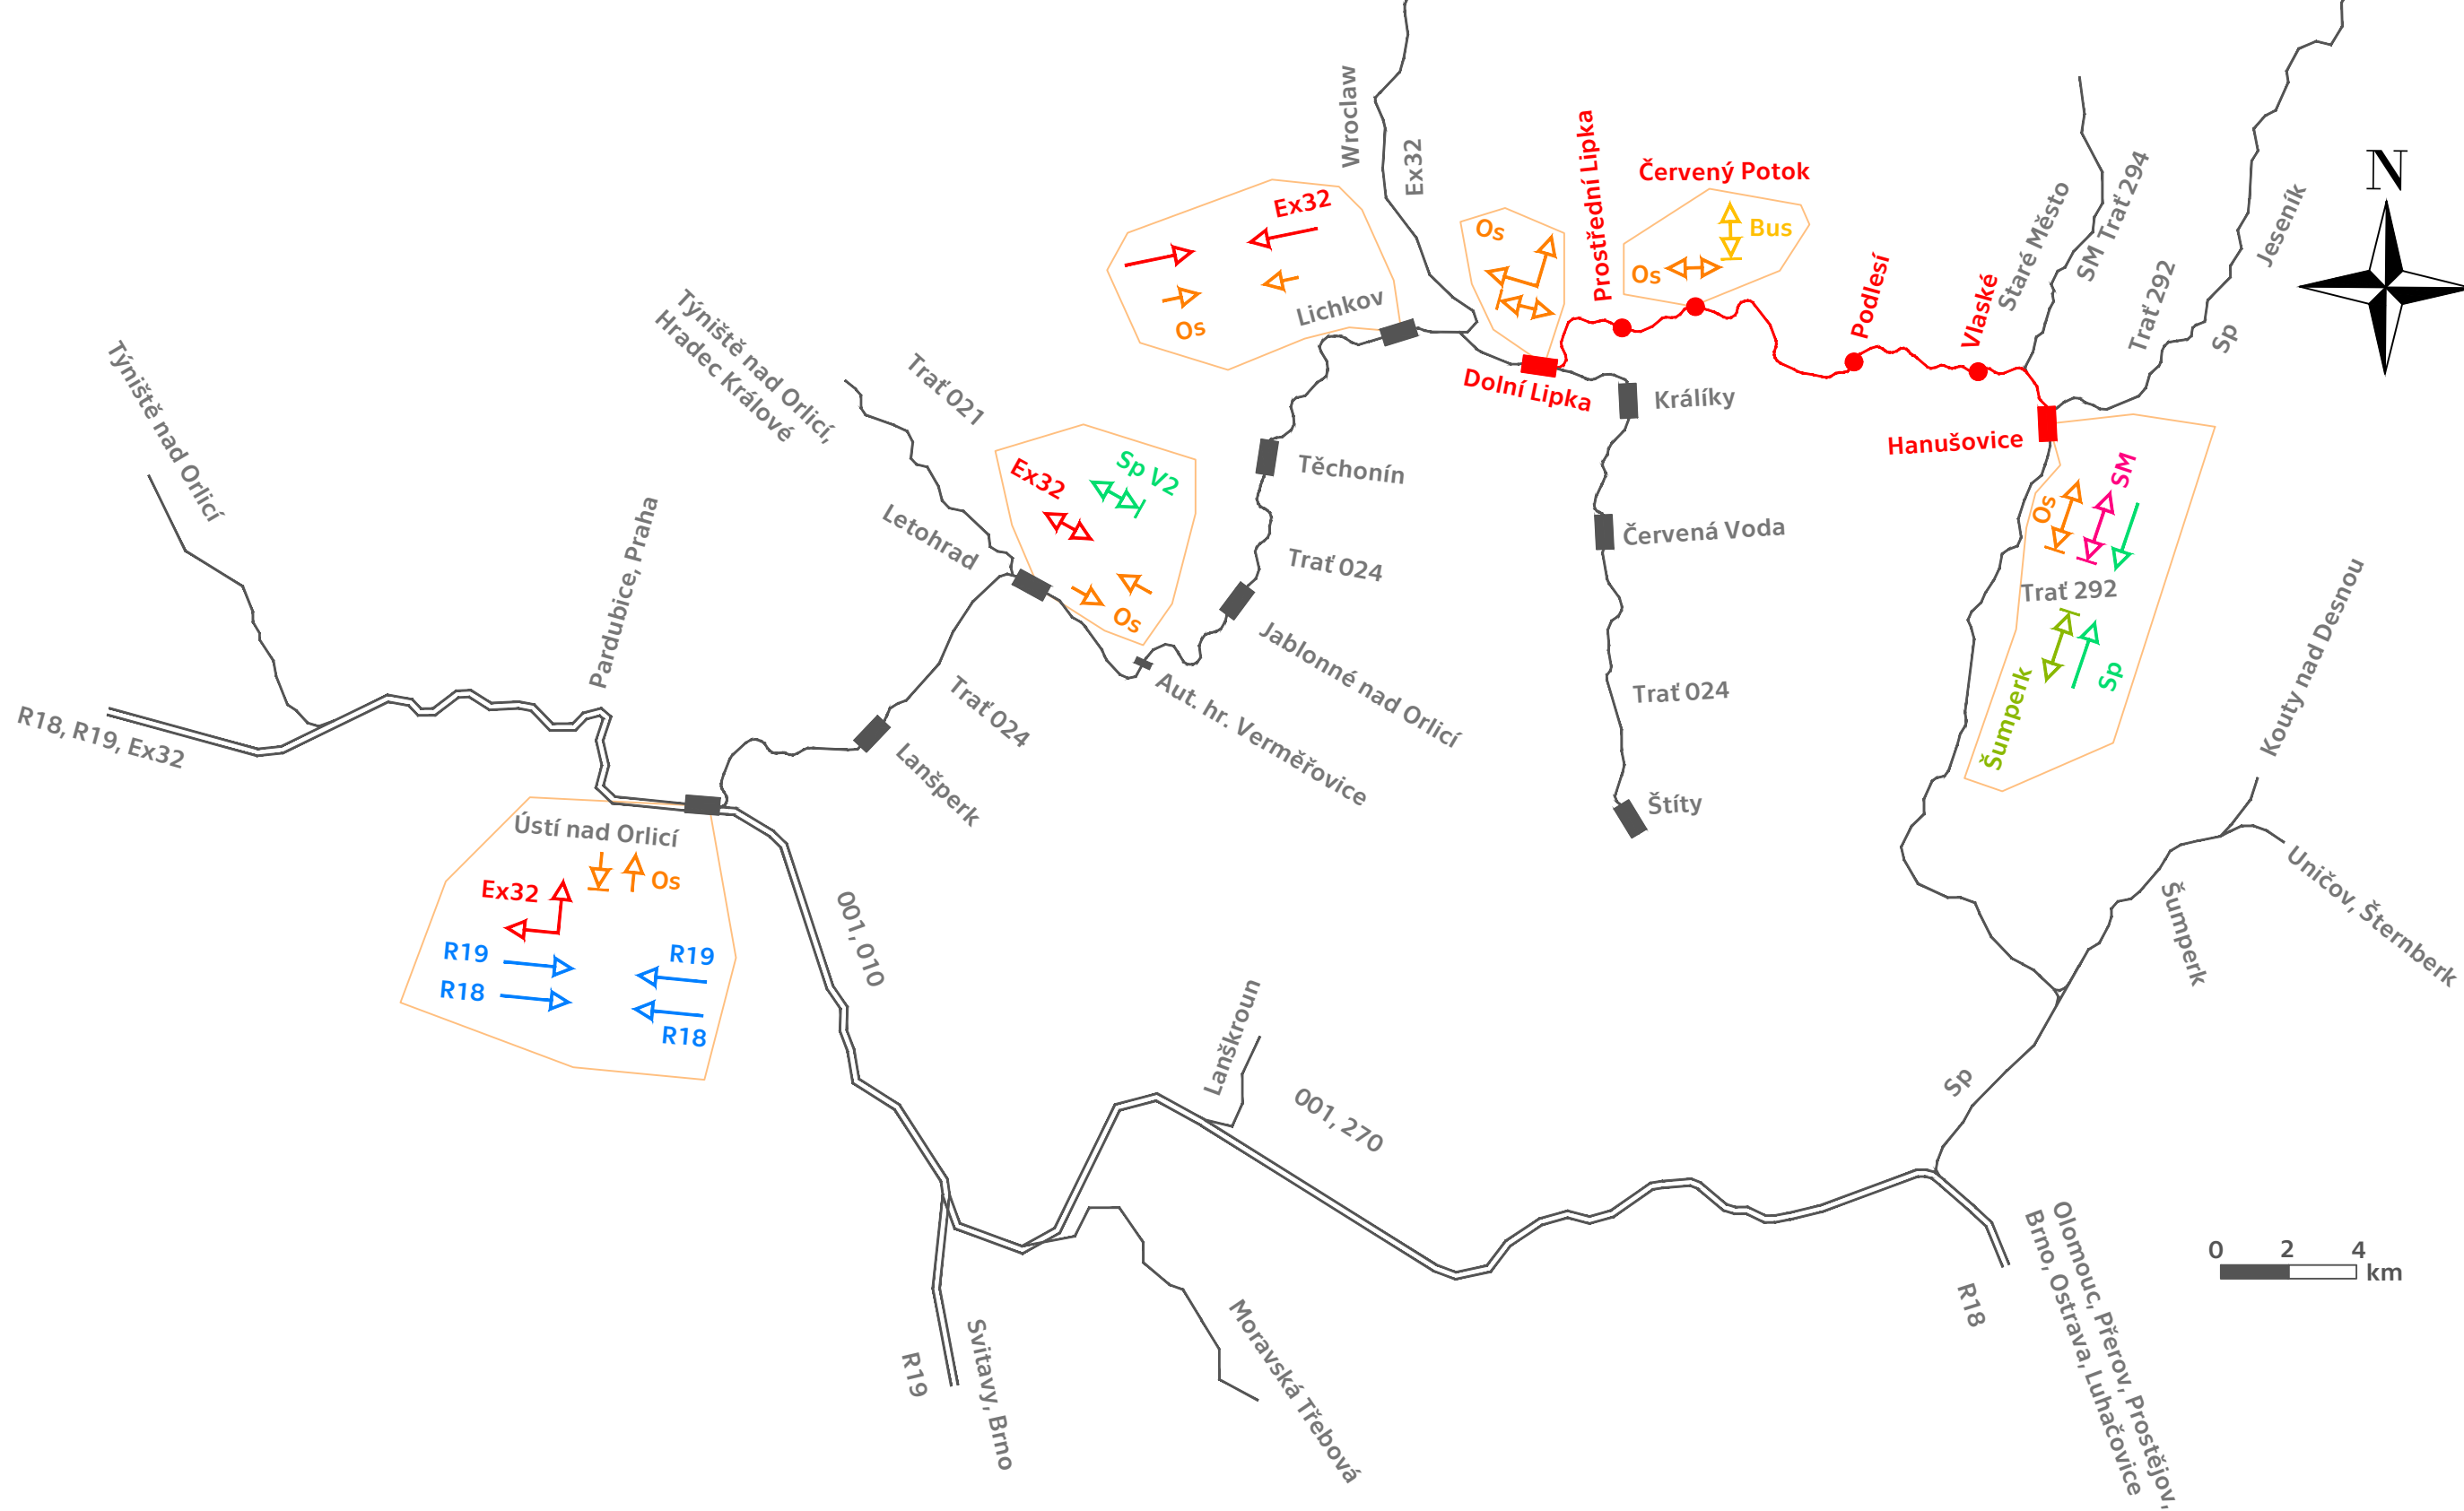 Wroclaw
Ex32
Prostřední Lipka
Červený Potok
Bus
Os
Os
Ex32
Os
Lichkov
Dolní Lipka
Podlesí
Vlaské
Staré Město
SM Trať 294
Trať 292
Jeseník
Sp
N
Hanušovice
Králíky
Týniště nad Orlicí,
Hradec Králové
Trať 021
Týniště nad Orlicí
Letohrad
Ex32
Sp V2
Os
Těchonín
Trať 024
Červená Voda
Jablonné nad Orlicí
Aut. hr. Verměřovice
Trať 024
Štíty
Os
SM
Trať 292
Šumperk
Sp
Kouty nad Desnou
Uničov, Šternberk
Šumperk
Pardubice, Praha
R18, R19, Ex32
Trať 024
Lanšperk
Ústí nad Orlicí
Ex32
Os
R19
R19
R18
R18
001, 010
Lanškroun
001, 270
Sp
Svitavy, Brno
R19
Moravská Třebová
R18
Olomouc, Přerov, Prostějov,
Brno, Ostrava, Luhačovice
0 2 4
km